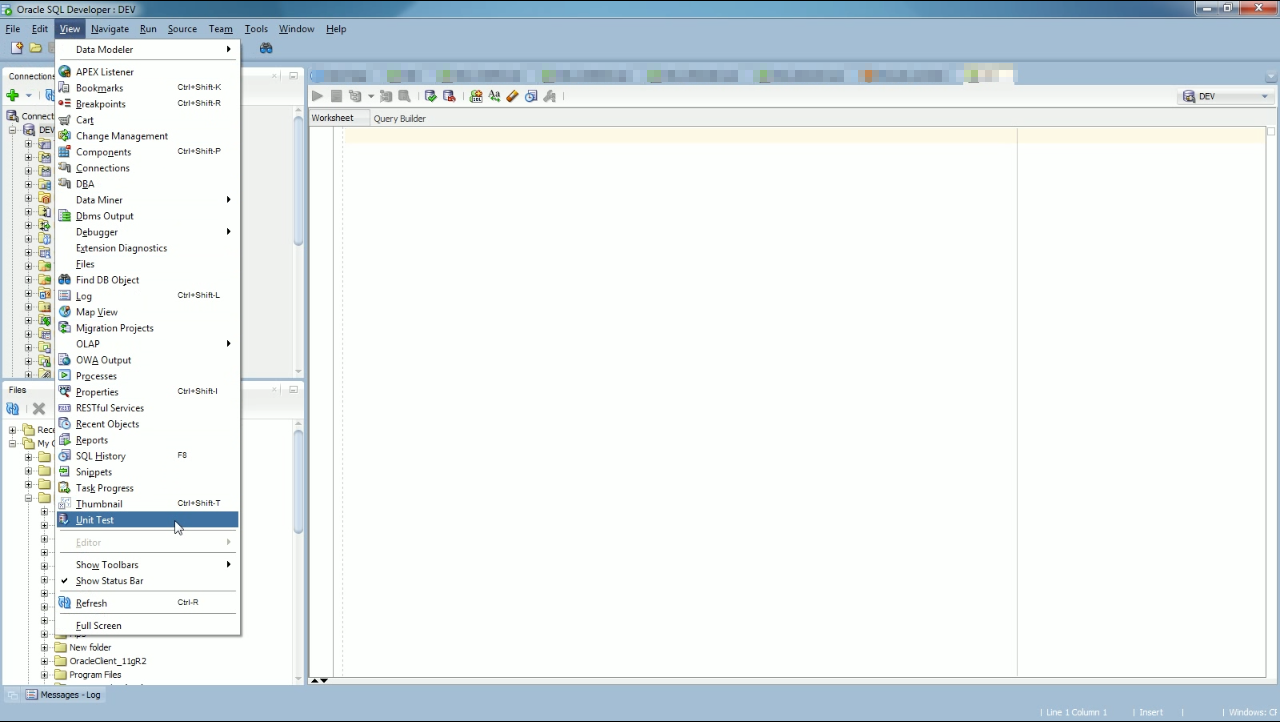 Oracle SQL Developer : DEV
File Edit View Navigate Run Source Team Tools Window Help
Data Modeler
APEX Listener
Bookmarks Ctrl+Shift-K
Breakpoints Ctrl+Shift-R
Cart
Change Management
Components Ctrl+Shift-P
Connections
DBA
Data Miner
Dbms Output
Debugger
Extension Diagnostics
Files
Find DB Object
Log Ctrl+Shift-L
Map View
Migration Projects
OLAP
OWA Output
Processes
Properties Ctrl+Shift-I
RESTful Services
Recent Objects
Reports
SQL History F8
Snippets
Task Progress
Thumbnail Ctrl+Shift-T
Unit Test
Editor
Show Toolbars
Show Status Bar
Refresh Ctrl-R
Full Screen
Connections
Connect
DEV
Files
Rece
My C
New folder
OracleClient_11gR2
Program Files
Messages - Log
DEV
Worksheet Query Builder
Line 1 Column 1 Insert Windows: C